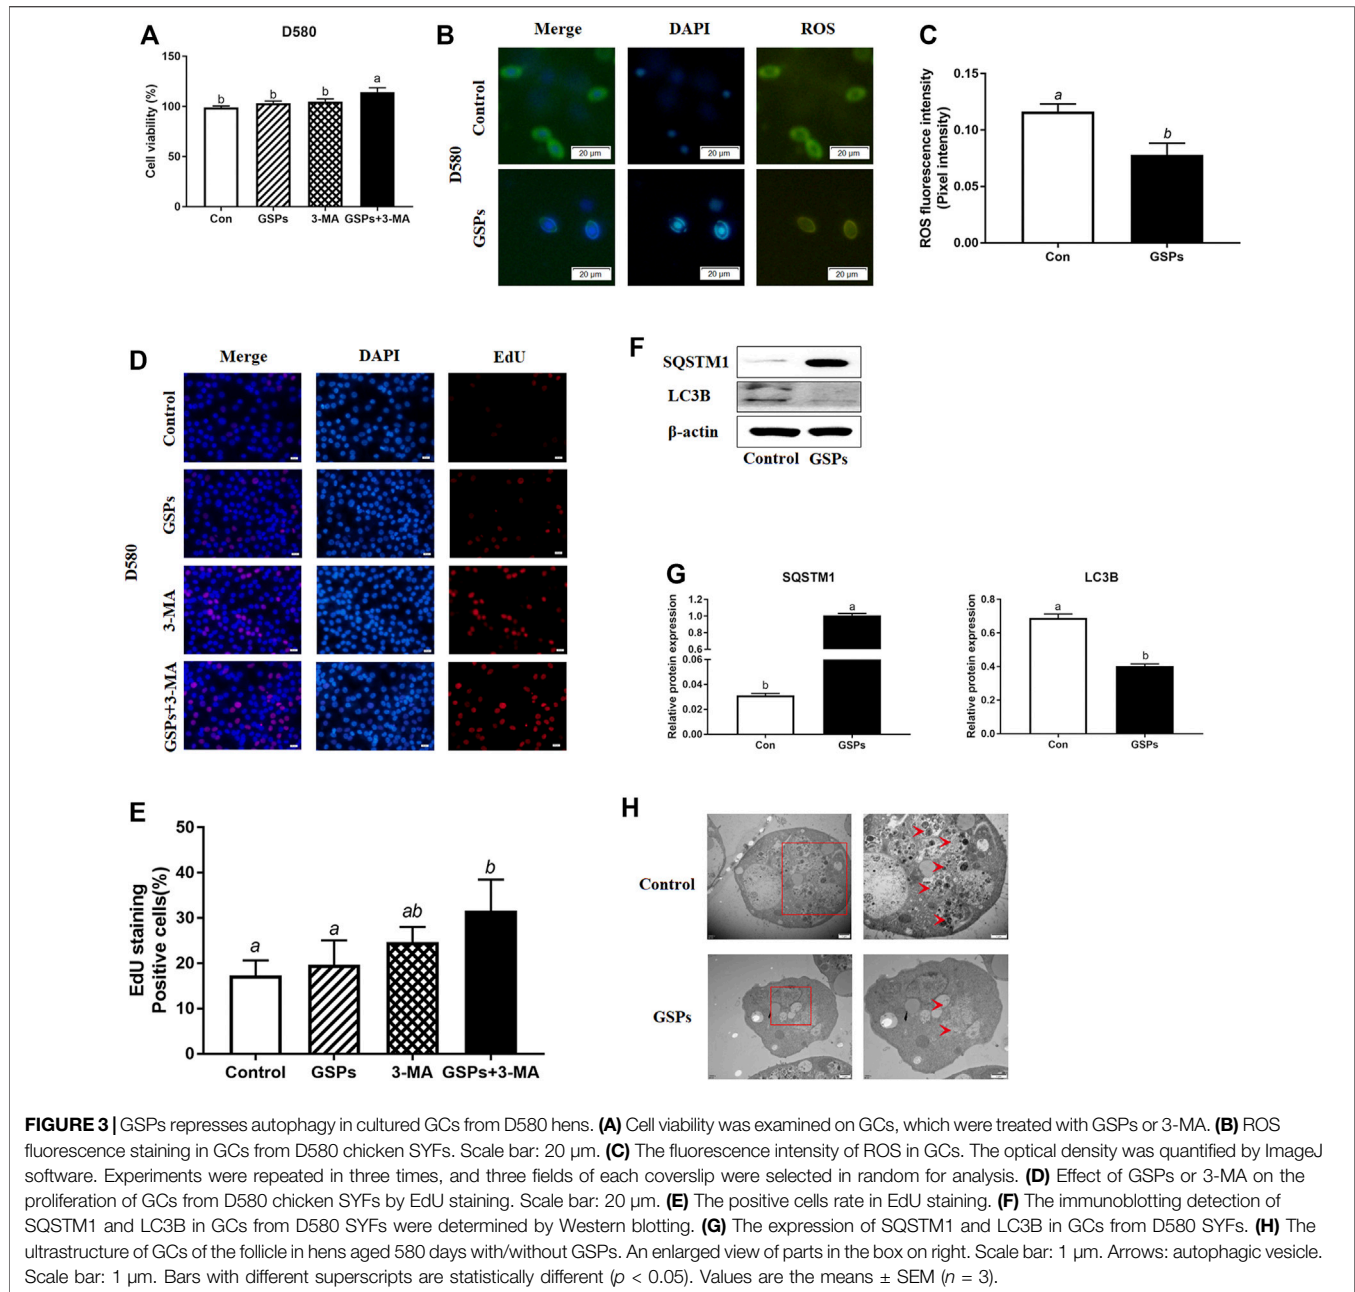 A
D580
Cell viability (%)
150
100
50
0
b
b
b
a
Con
GSPs
3-MA
GSPs+3-MA
B
Merge
DAPI
ROS
D580
Control
20 µm
20 µm
20 µm
GSPs
20 µm
20 µm
20 µm
C
ROS fluorescence intensity
(Pixel intensity)
0.15
0.10
0.05
0.00
a
b
Con
GSPs
D
Merge
DAPI
EdU
D580
Control
GSPs
3-MA
GSPs+3-MA
E
EdU staining
Positive cells(%)
50
40
30
20
10
0
a
a
ab
b
Control
GSPs
3-MA
GSPs+3-MA
F
SQSTM1
LC3B
β-actin
Control GSPs
G
SQSTM1
Relative protein expression
1.2
1.0
0.8
0.6
0.06
0.04
0.02
0.00
b
a
Con
GSPs
LC3B
Relative protein expression
0.8
0.6
0.4
0.2
0.0
a
b
Con
GSPs
H
Control
GSPs
FIGURE 3 | GSPs represses autophagy in cultured GCs from D580 hens. (A) Cell viability was examined on GCs, which were treated with GSPs or 3-MA. (B) ROS
fluorescence staining in GCs from D580 chicken SYFs. Scale bar: 20 µm. (C) The fluorescence intensity of ROS in GCs. The optical density was quantified by ImageJ
software. Experiments were repeated in three times, and three fields of each coverslip were selected in random for analysis. (D) Effect of GSPs or 3-MA on the
proliferation of GCs from D580 chicken SYFs by EdU staining. Scale bar: 20 µm. (E) The positive cells rate in EdU staining. (F) The immunoblotting detection of
SQSTM1 and LC3B in GCs from D580 SYFs were determined by Western blotting. (G) The expression of SQSTM1 and LC3B in GCs from D580 SYFs. (H) The
ultrastructure of GCs of the follicle in hens aged 580 days with/without GSPs. An enlarged view of parts in the box on right. Scale bar: 1 µm. Arrows: autophagic vesicle.
Scale bar: 1 µm. Bars with different superscripts are statistically different (p < 0.05). Values are the means ± SEM (n = 3).